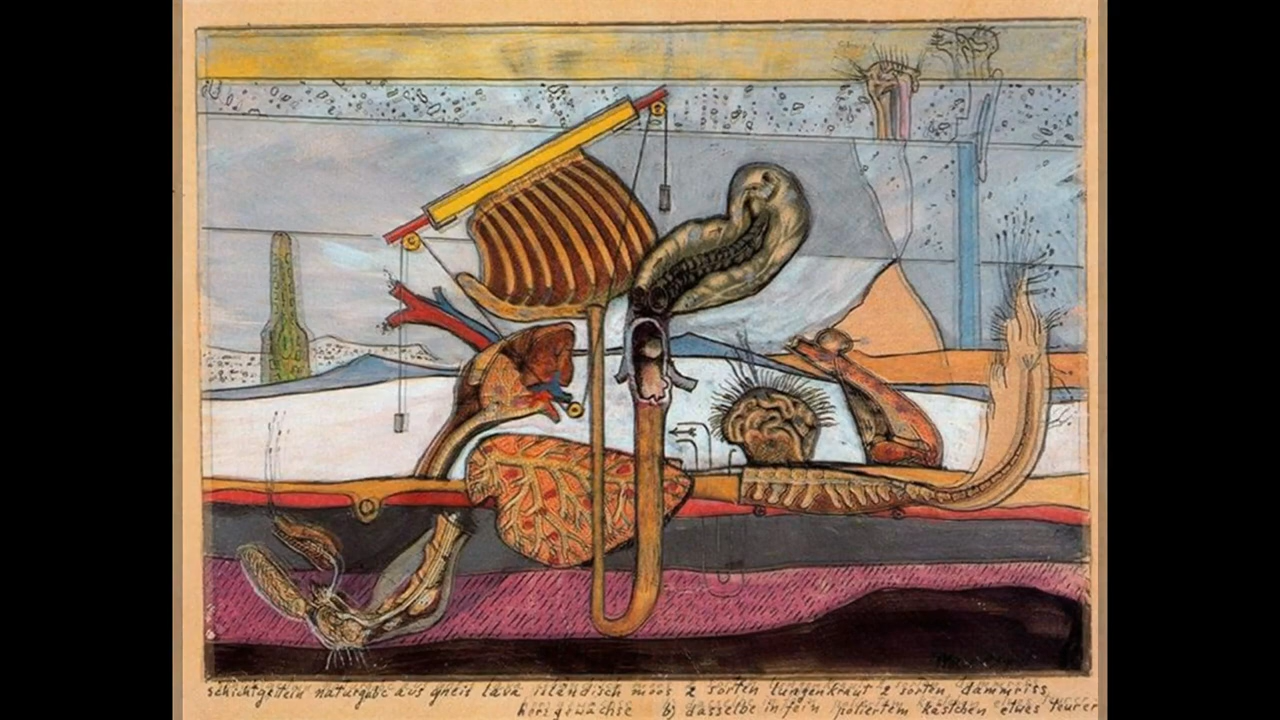 schichtgestein naturgabe aus gneis lava isländisch moos 2 sorten lungenkraut 2 sorten dammriss
herzgewächse b) dasselbe in fein poliertem kästchen etwas teurer